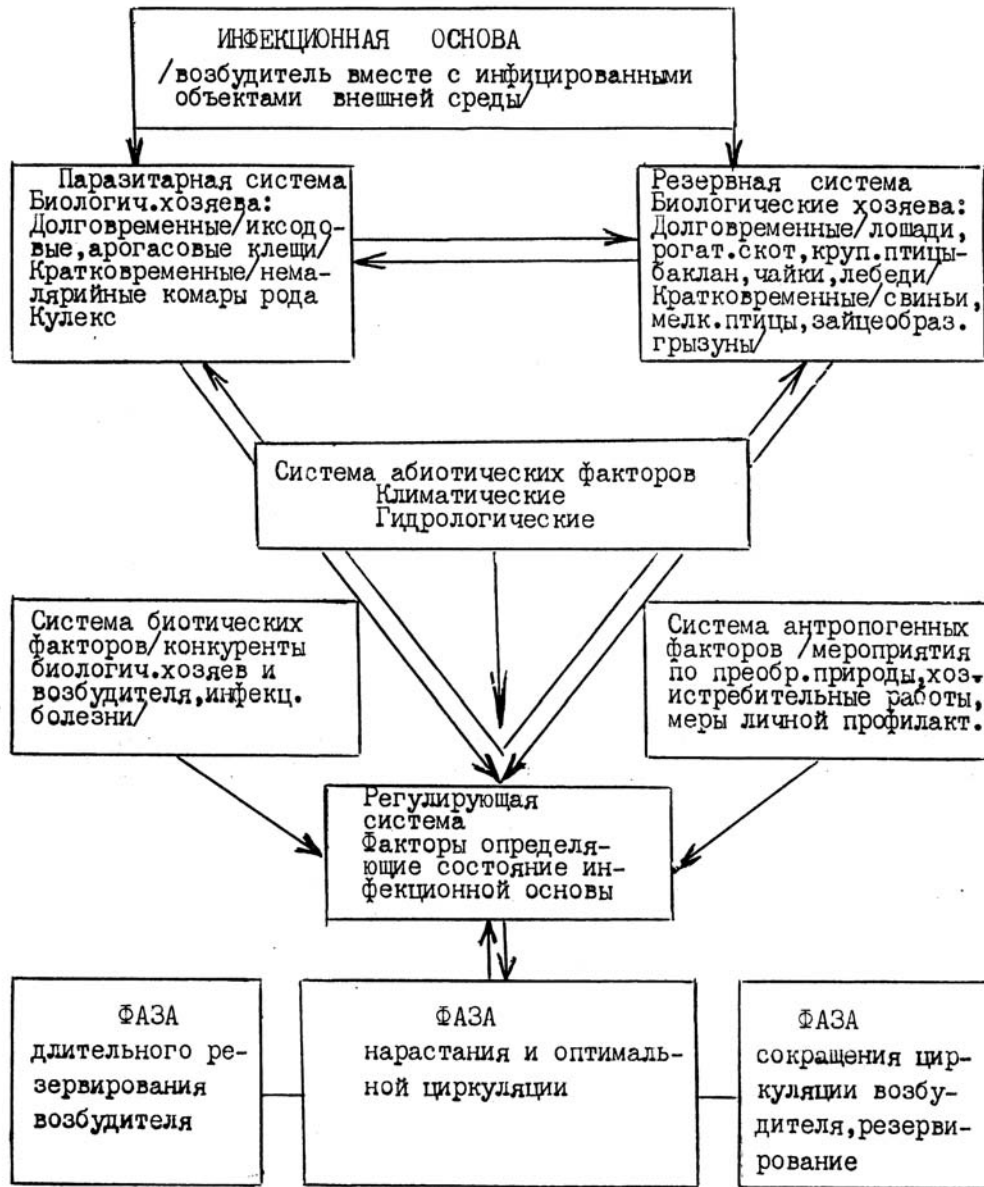 ИНФЕКЦИОННАЯ ОСНОВА
/возбудитель вместе с инфицированными
объектами внешней среды/
Паразитарная система
Биологич.хозяева:
Долговременные/иксодо-
вые,арогасовые клещи/
Кратковременные/нема-
лярийные комары рода
Кулекс
Резервная система
Биологические хозяева:
Долговременные/лошади,
рогат.скот,круп.птицы-
баклан,чайки,лебеди/
Кратковременные/свиньи,
мелк.птицы,зайцеобраз.
грызуны/
Система абиотических факторов
Климатические
Гидрологические
Система биотических
факторов/конкуренты
биологич.хозяев и
возбудителя,инфекц.
болезни/
Система антропогенных
факторов /мероприятия
по преобр.природы,хоз.
истребительные работы,
меры личной профилакт.
Регулирующая
система
Факторы определя-
ющие состояние ин-
фекционной основы
ФАЗА
длительного ре-
зервирования
возбудителя
ФАЗА
нарастания и оптималь-
ной циркуляции
ФАЗА
сокращения цир-
куляции возбу-
дителя,резерви-
рование